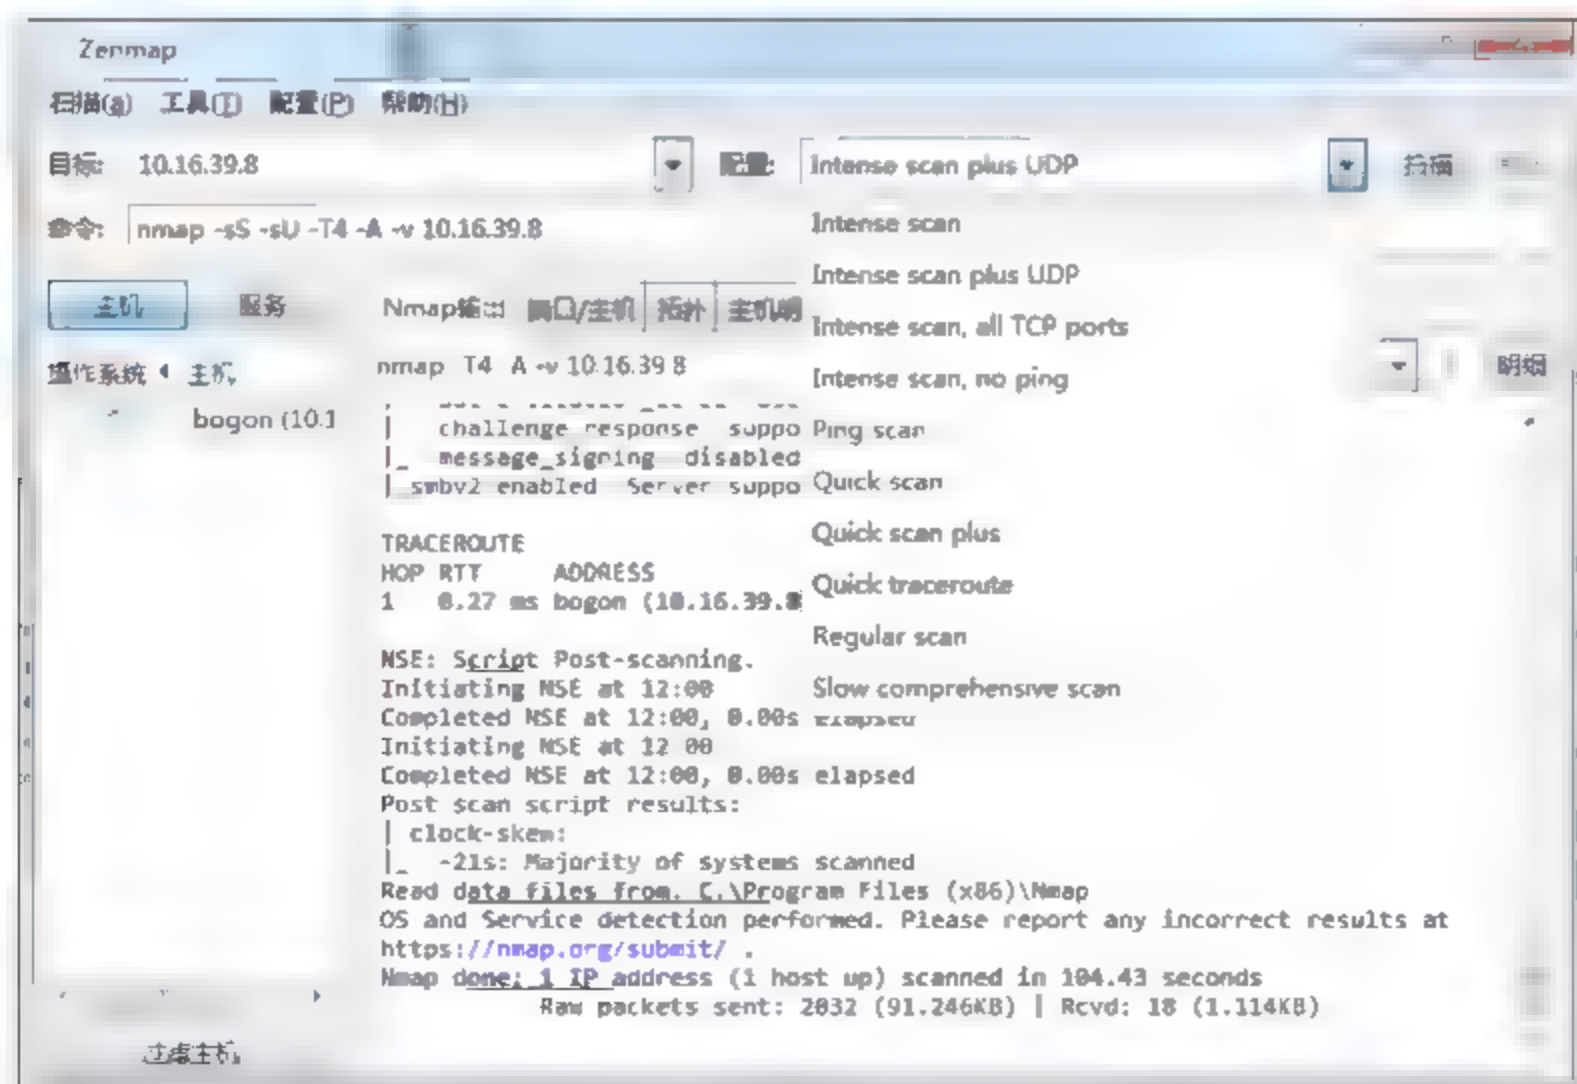 Zenmap
扫描(a) 工具(T) 配置(P) 帮助(H)
目标: 10.16.39.8 配置: Intense scan plus UDP 扫描
命令: nmap -sS -sU -T4 -A -v 10.16.39.8
Intense scan
Intense scan plus UDP
Intense scan, all TCP ports
Intense scan, no ping
Ping scan
Quick scan
Quick scan plus
Quick traceroute
Regular scan
Slow comprehensive scan
主机 服务
Nmap输出 端口/主机 拓扑 主机明
操作系统 主机
nmap T4 A -v 10.16.39 8 明细
bogon (10.1
| challenge_response suppo
|_ message_signing disabled
|_smbv2 enabled Server suppo
TRACEROUTE
HOP RTT ADDRESS
1 0.27 ms bogon (10.16.39.8
NSE: Script Post-scanning.
Initiating NSE at 12:00
Completed NSE at 12:00, 0.00s elapsed
Initiating NSE at 12 00
Completed NSE at 12:00, 0.00s elapsed
Post scan script results:
| clock-skew:
|_ -21s: Majority of systems scanned
Read data files from. C.\Program Files (x86)\Nmap
OS and Service detection performed. Please report any incorrect results at
https://nmap.org/submit/ .
Nmap done: 1 IP address (1 host up) scanned in 104.43 seconds
Raw packets sent: 2032 (91.246KB) | Rcvd: 18 (1.114KB)
过虑主机